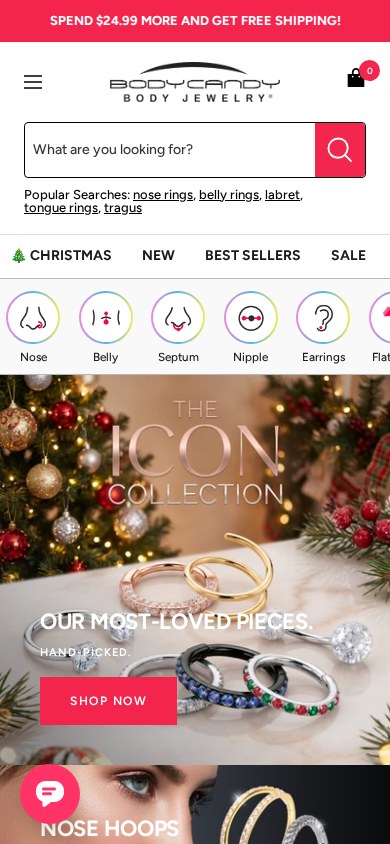 SPEND $24.99 MORE AND GET FREE SHIPPING!
BODYCANDY
BODY JEWELRY®
0
What are you looking for?
Popular Searches: nose rings, belly rings, labret,
tongue rings, tragus
🎄 CHRISTMAS NEW BEST SELLERS SALE
Nose Belly Septum Nipple Earrings Flat
THE
ICON
COLLECTION
OUR MOST-LOVED PIECES.
HAND-PICKED.
SHOP NOW
NOSE HOOPS